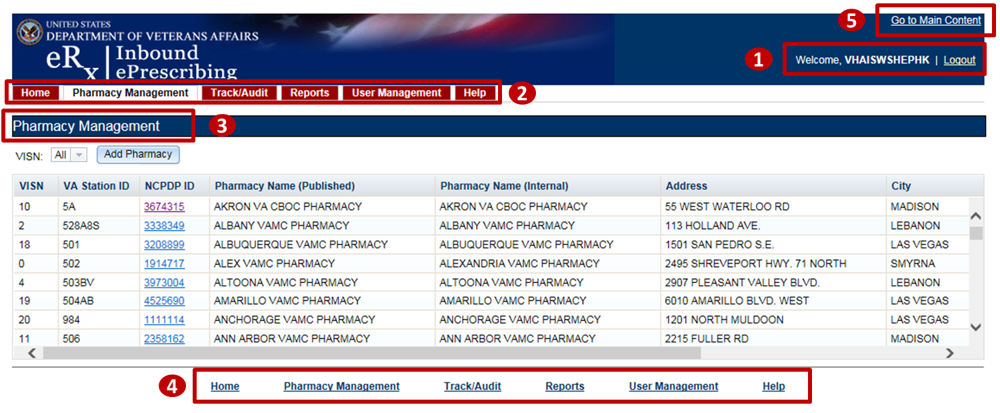 UNITED STATES
DEPARTMENT OF VETERANS AFFAIRS
eRx Inbound
ePrescribing
5 Go to Main Content
1 Welcome, VHAISWSHEPHK | Logout
Home Pharmacy Management Track/Audit Reports User Management Help 2
Pharmacy Management 3
VISN: All Add Pharmacy
VISN VA Station ID NCPDP ID Pharmacy Name (Published) Pharmacy Name (Internal) Address City
10 5A 3674315 AKRON VA CBOC PHARMACY AKRON VA CBOC PHARMACY 55 WEST WATERLOO RD MADISON
2 528A8S 3338349 ALBANY VAMC PHARMACY ALBANY VAMC PHARMACY 113 HOLLAND AVE. LEBANON
18 501 3208899 ALBUQUERQUE VAMC PHARMACY ALBUQUERQUE VAMC PHARMACY 1501 SAN PEDRO S.E. LAS VEGAS
0 502 1914717 ALEX VAMC PHARMACY ALEXANDRIA VAMC PHARMACY 2495 SHREVEPORT HWY. 71 NORTH SMYRNA
4 503BV 3973004 ALTOONA VAMC PHARMACY ALTOONA VAMC PHARMACY 2907 PLEASANT VALLEY BLVD. LEBANON
19 504AB 4525690 AMARILLO VAMC PHARMACY AMARILLO VAMC PHARMACY 6010 AMARILLO BLVD. WEST LAS VEGAS
20 984 1111114 ANCHORAGE VAMC PHARMACY ANCHORAGE VAMC PHARMACY 1201 NORTH MULDOON LAS VEGAS
11 506 2358162 ANN ARBOR VAMC PHARMACY ANN ARBOR VAMC PHARMACY 2215 FULLER RD MADISON
4 Home Pharmacy Management Track/Audit Reports User Management Help